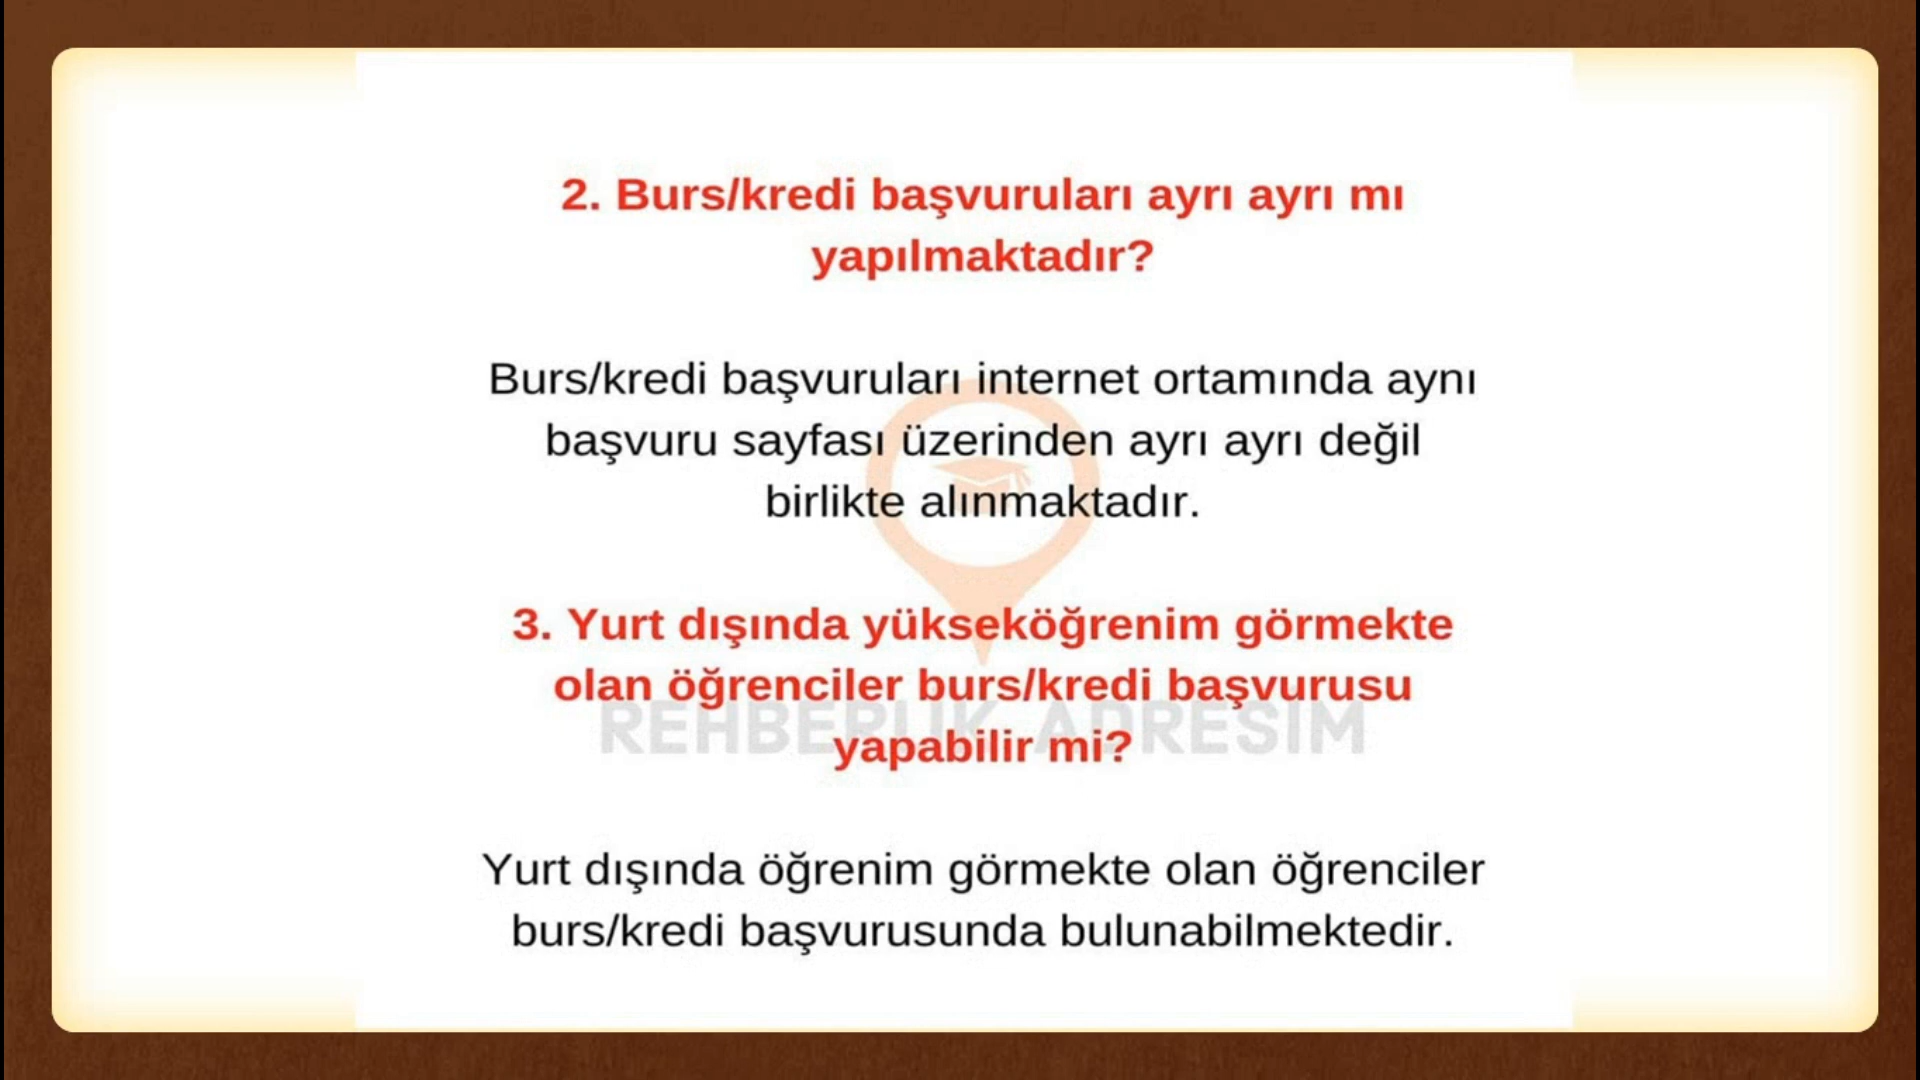 2. Burs/kredi başvuruları ayrı ayrı mı
yapılmaktadır?
Burs/kredi başvuruları internet ortamında aynı
başvuru sayfası üzerinden ayrı ayrı değil
birlikte alınmaktadır.
3. Yurt dışında yükseköğrenim görmekte
olan öğrenciler burs/kredi başvurusu
REHBERLİK ADRESİM
yapabilir mi?
Yurt dışında öğrenim görmekte olan öğrenciler
burs/kredi başvurusunda bulunabilmektedir.